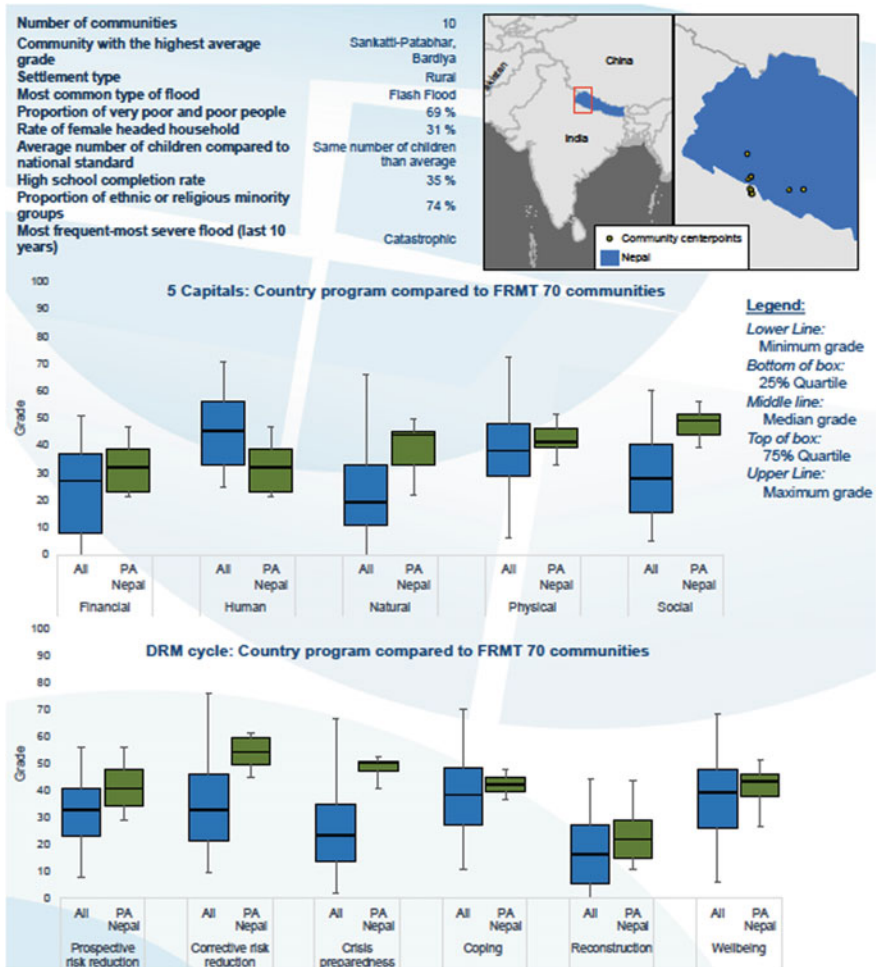 Number of communities 10
Community with the highest average Sankatti-Patabhar,
grade Bardiya
Settlement type Rural
Most common type of flood Flash Flood
Proportion of very poor and poor people 69 %
Rate of female headed household 31 %
Average number of children compared to Same number of children
national standard than average
High school completion rate 35 %
Proportion of ethnic or religious minority 74 %
groups
Most frequent-most severe flood (last 10 Catastrophic
years)
China
India
Community centerpoints
Nepal
5 Capitals: Country program compared to FRMT 70 communities
Grade
100
90
80
70
60
50
40
30
20
10
0
All PA All PA All PA All PA All PA
Nepal Nepal Nepal Nepal Nepal
Financial Human Natural Physical Social
Legend:
Lower Line:
Minimum grade
Bottom of box:
25% Quartile
Middle line:
Median grade
Top of box:
75% Quartile
Upper Line:
Maximum grade
DRM cycle: Country program compared to FRMT 70 communities
Grade
100
90
80
70
60
50
40
30
20
10
0
All PA All PA All PA All PA All PA All PA
Nepal Nepal Nepal Nepal Nepal Nepal
Prospective Corrective risk Crisis Coping Reconstruction Wellbeing
risk reduction reduction preparedness